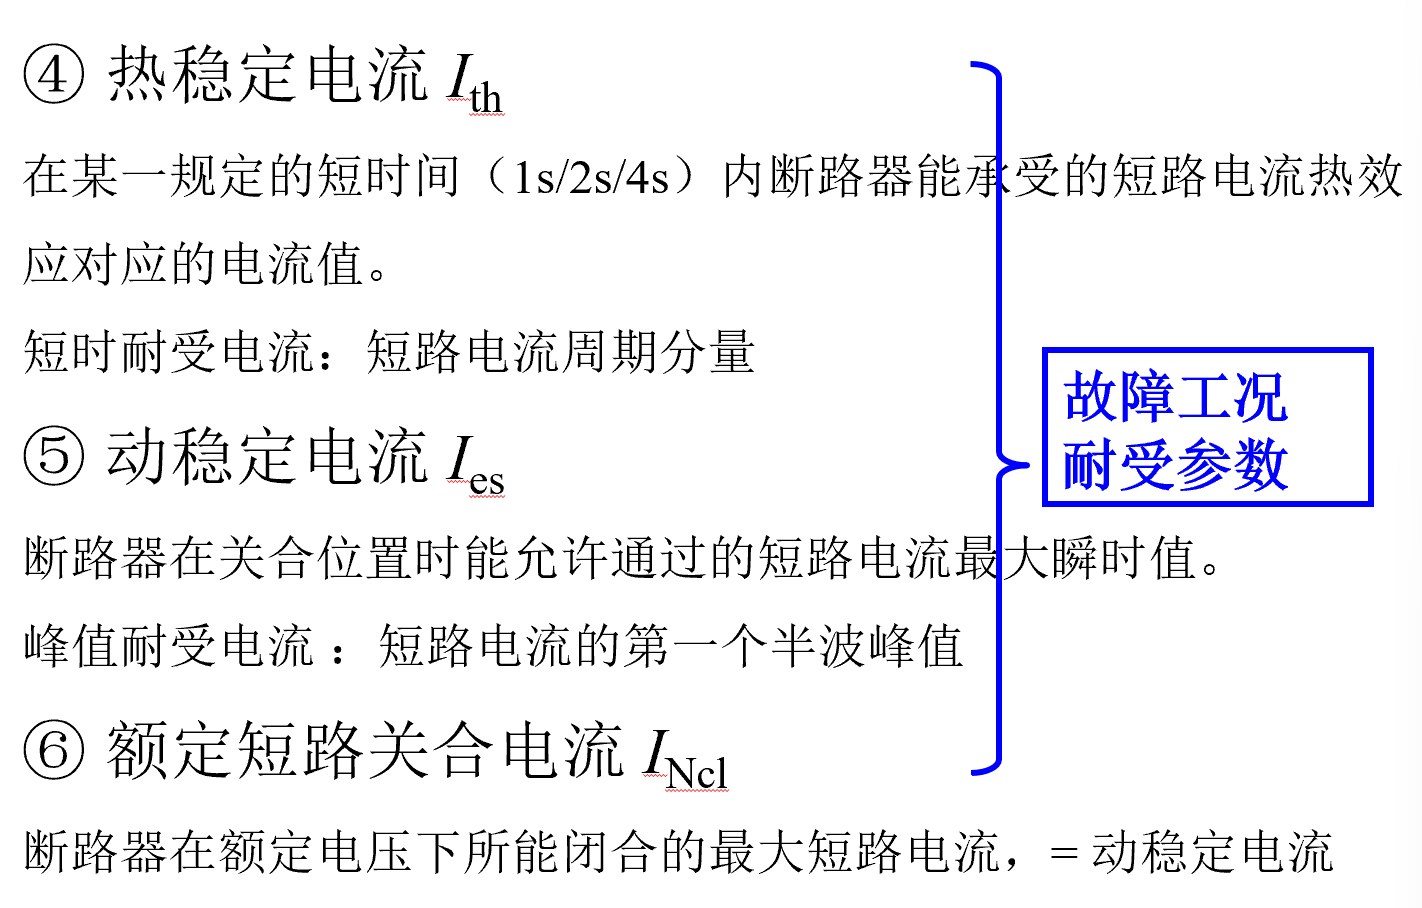 ④ 热稳定电流 Ith
在某一规定的短时间（1s/2s/4s）内断路器能承受的短路电流热效
应对应的电流值。
短时耐受电流：短路电流周期分量
⑤ 动稳定电流 Ies
断路器在关合位置时能允许通过的短路电流最大瞬时值。
峰值耐受电流 ：短路电流的第一个半波峰值
⑥ 额定短路关合电流 INcl
断路器在额定电压下所能闭合的最大短路电流，= 动稳定电流
故障工况
耐受参数